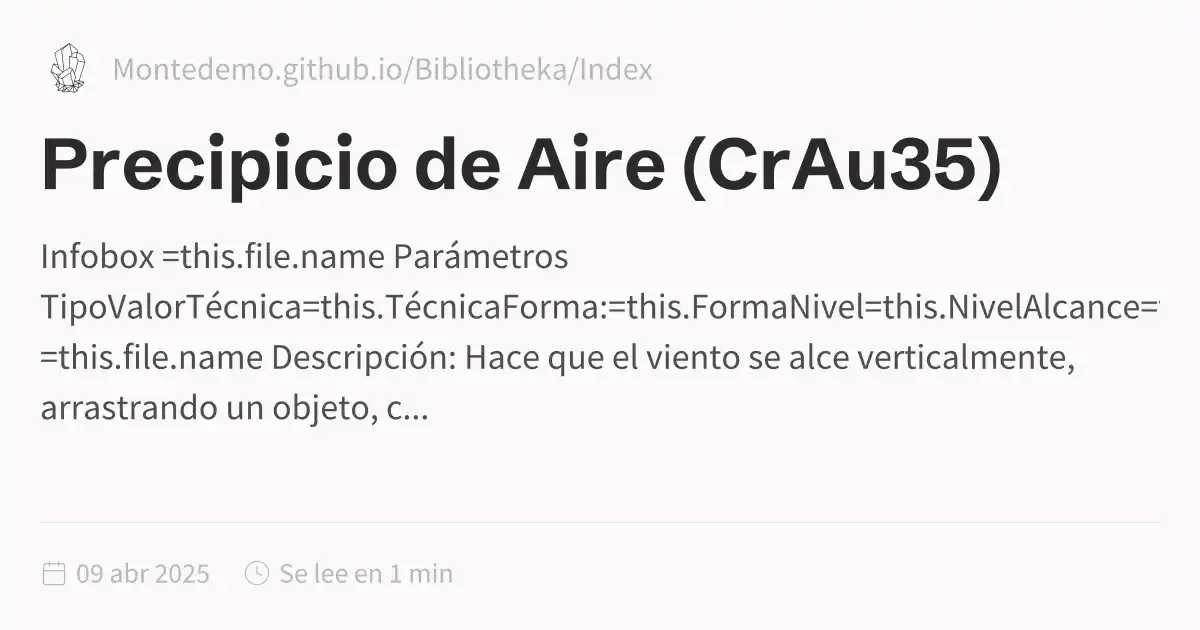 Montedemo.github.io/Bibliotheka/Index
Precipicio de Aire (CrAu35)
Infobox =this.file.name Parámetros
TipoValorTécnica=this.TécnicaForma:=this.FormaNivel=this.NivelAlcance=
=this.file.name Descripción: Hace que el viento se alce verticalmente,
arrastrando un objeto, c...
09 abr 2025 Se lee en 1 min